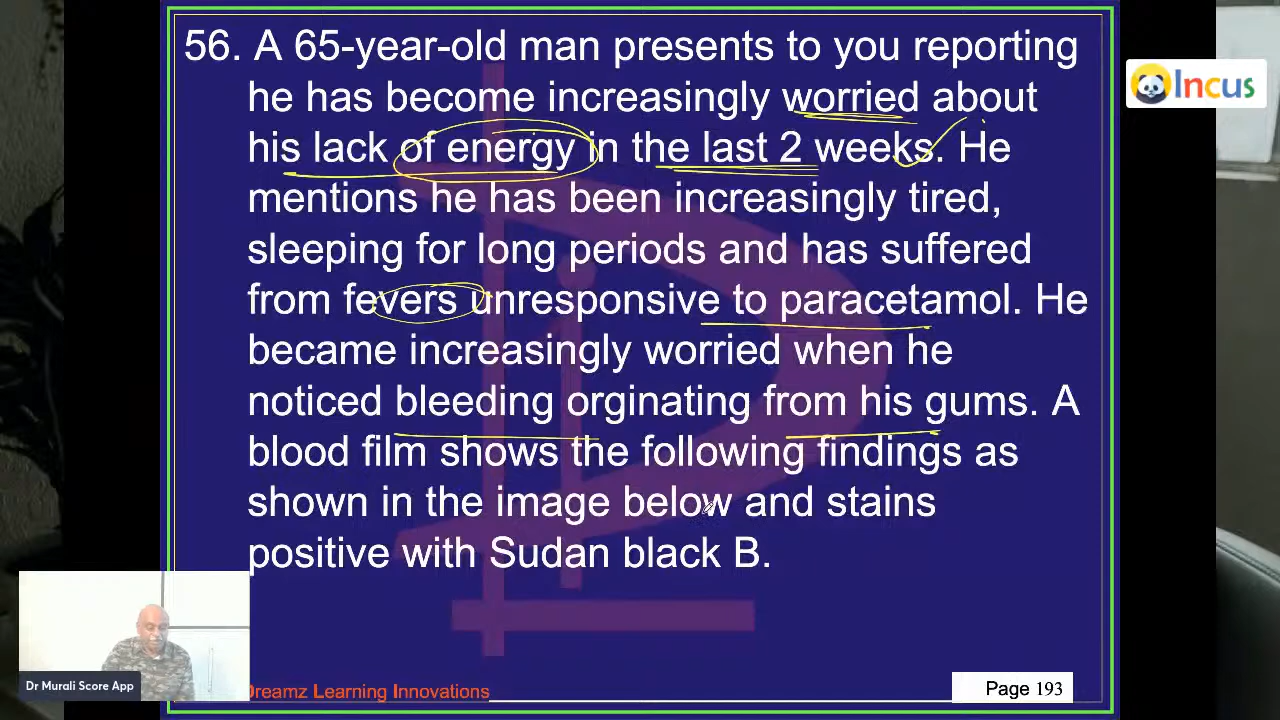 56. A 65-year-old man presents to you reporting
he has become increasingly worried about
his lack of energy in the last 2 weeks. He
mentions he has been increasingly tired,
sleeping for long periods and has suffered
from fevers unresponsive to paracetamol. He
became increasingly worried when he
noticed bleeding orginating from his gums. A
blood film shows the following findings as
shown in the image below and stains
positive with Sudan black B.
Incus
Dr Murali Score App
Dreamz Learning Innovations
Page 193